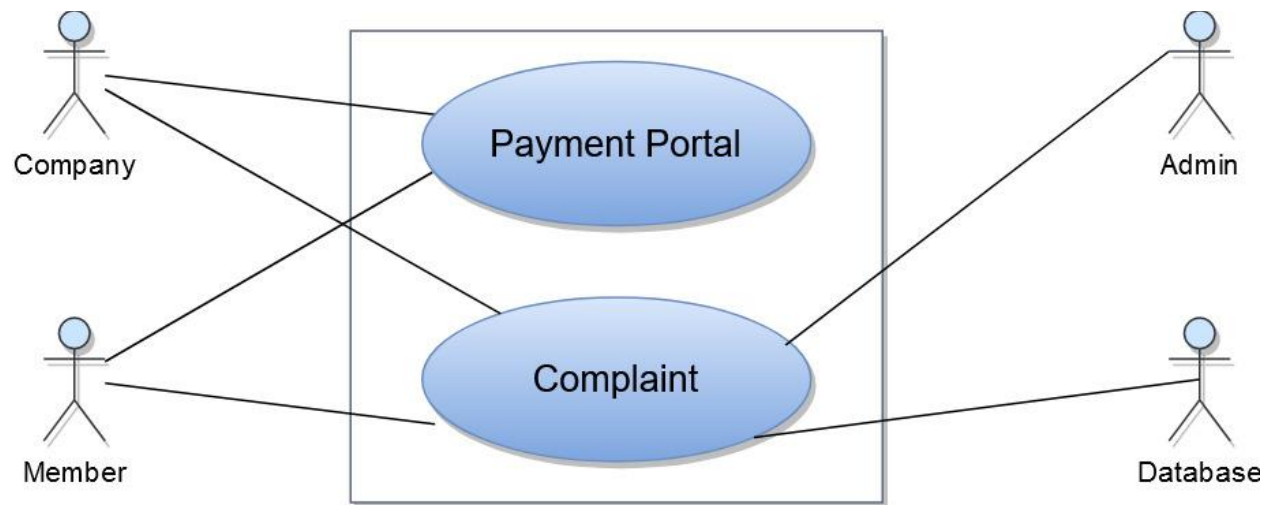 Payment Portal
Company
Admin
Complaint
Member
Database